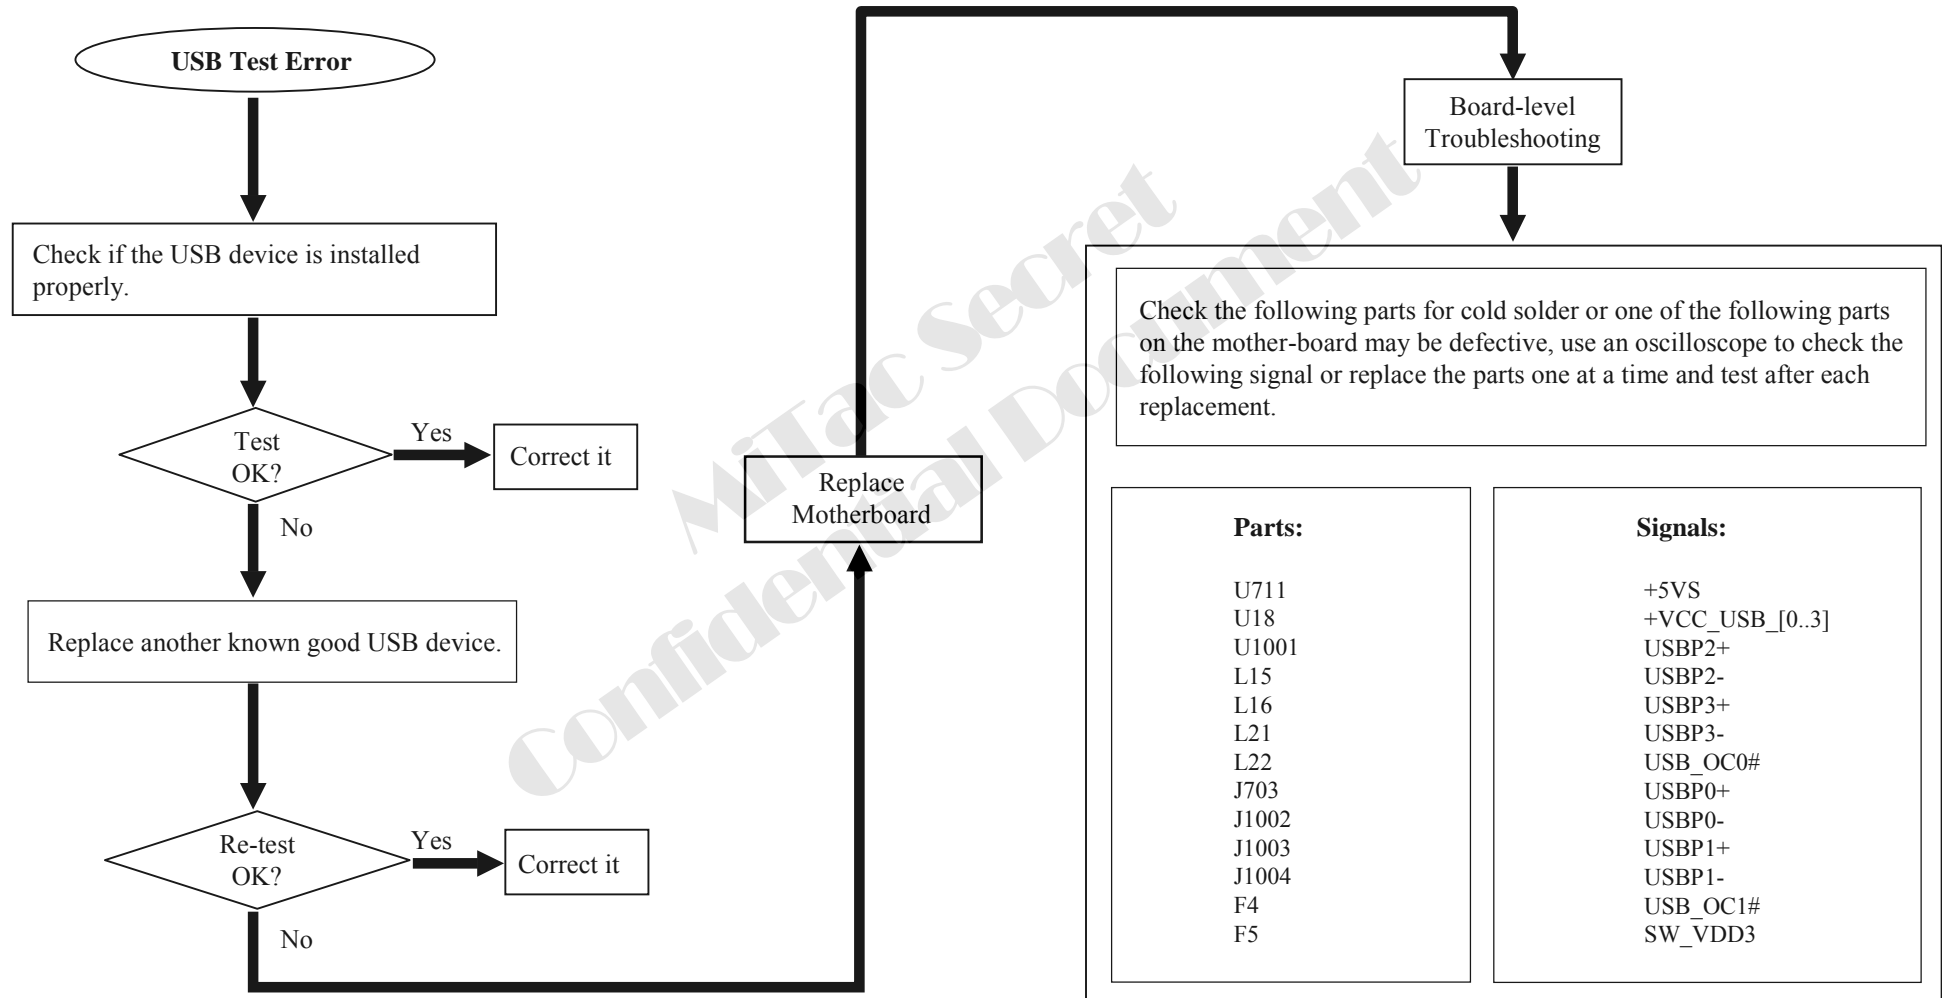 USB Test Error
Check if the USB device is installed
properly.
Test
OK?
Yes
Correct it
No
Replace another known good USB device.
Re-test
OK?
Yes
Correct it
No
Replace
Motherboard
Board-level
Troubleshooting
Check the following parts for cold solder or one of the following parts
on the mother-board may be defective, use an oscilloscope to check the
following signal or replace the parts one at a time and test after each
replacement.
Parts:
U711
U18
U1001
L15
L16
L21
L22
J703
J1002
J1003
J1004
F4
F5
Signals:
+5VS
+VCC_USB_[0..3]
USBP2+
USBP2-
USBP3+
USBP3-
USB_OC0#
USBP0+
USBP0-
USBP1+
USBP1-
USB_OC1#
SW_VDD3
MiTac Secret
Confidential Document